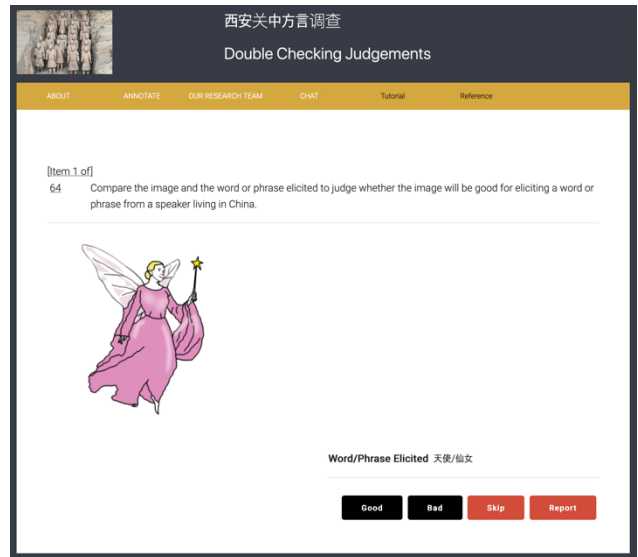 西安关中方言调查
Double Checking Judgements
ABOUT ANNOTATE OUR RESEARCH TEAM CHAT Tutorial Reference
[Item 1 of]
64 Compare the image and the word or phrase elicited to judge whether the image will be good for eliciting a word or
phrase from a speaker living in China.
Word/Phrase Elicited 天使/仙女
Good Bad Skip Report